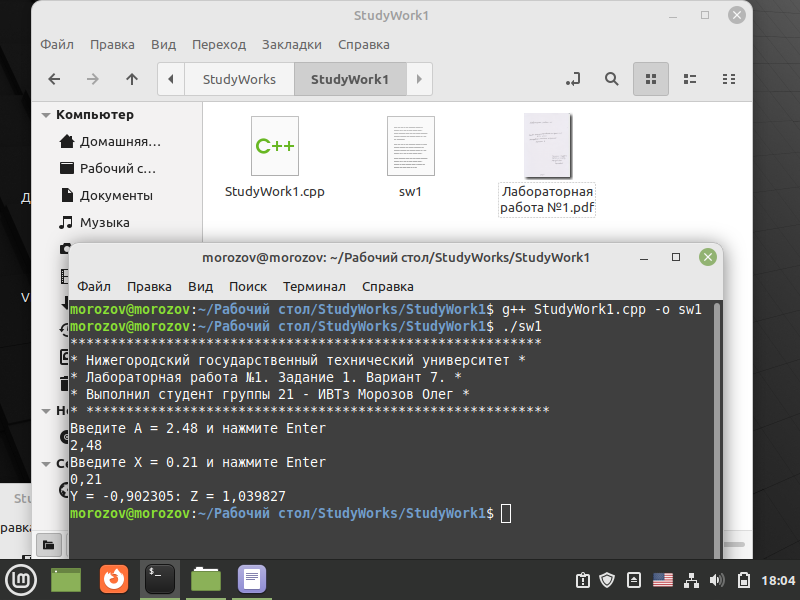 StudyWork1
Файл Правка Вид Переход Закладки Справка
StudyWorks StudyWork1
Компьютер
Домашняя...
Рабочий с...
Документы
Музыка
C++
StudyWork1.cpp
sw1
Лабораторная
работа №1.pdf
morozov@morozov: ~/Рабочий стол/StudyWorks/StudyWork1
Файл Правка Вид Поиск Терминал Справка
morozov@morozov:~/Рабочий стол/StudyWorks/StudyWork1$ g++ StudyWork1.cpp -o sw1
morozov@morozov:~/Рабочий стол/StudyWorks/StudyWork1$ ./sw1
***********************************************************
* Нижегородский государственный технический университет *
* Лабораторная работа №1. Задание 1. Вариант 7. *
* Выполнил студент группы 21 - ИВТз Морозов Олег *
* **********************************************************
Введите A = 2.48 и нажмите Enter
2,48
Введите X = 0.21 и нажмите Enter
0,21
Y = -0,902305: Z = 1,039827
morozov@morozov:~/Рабочий стол/StudyWorks/StudyWork1$
18:04